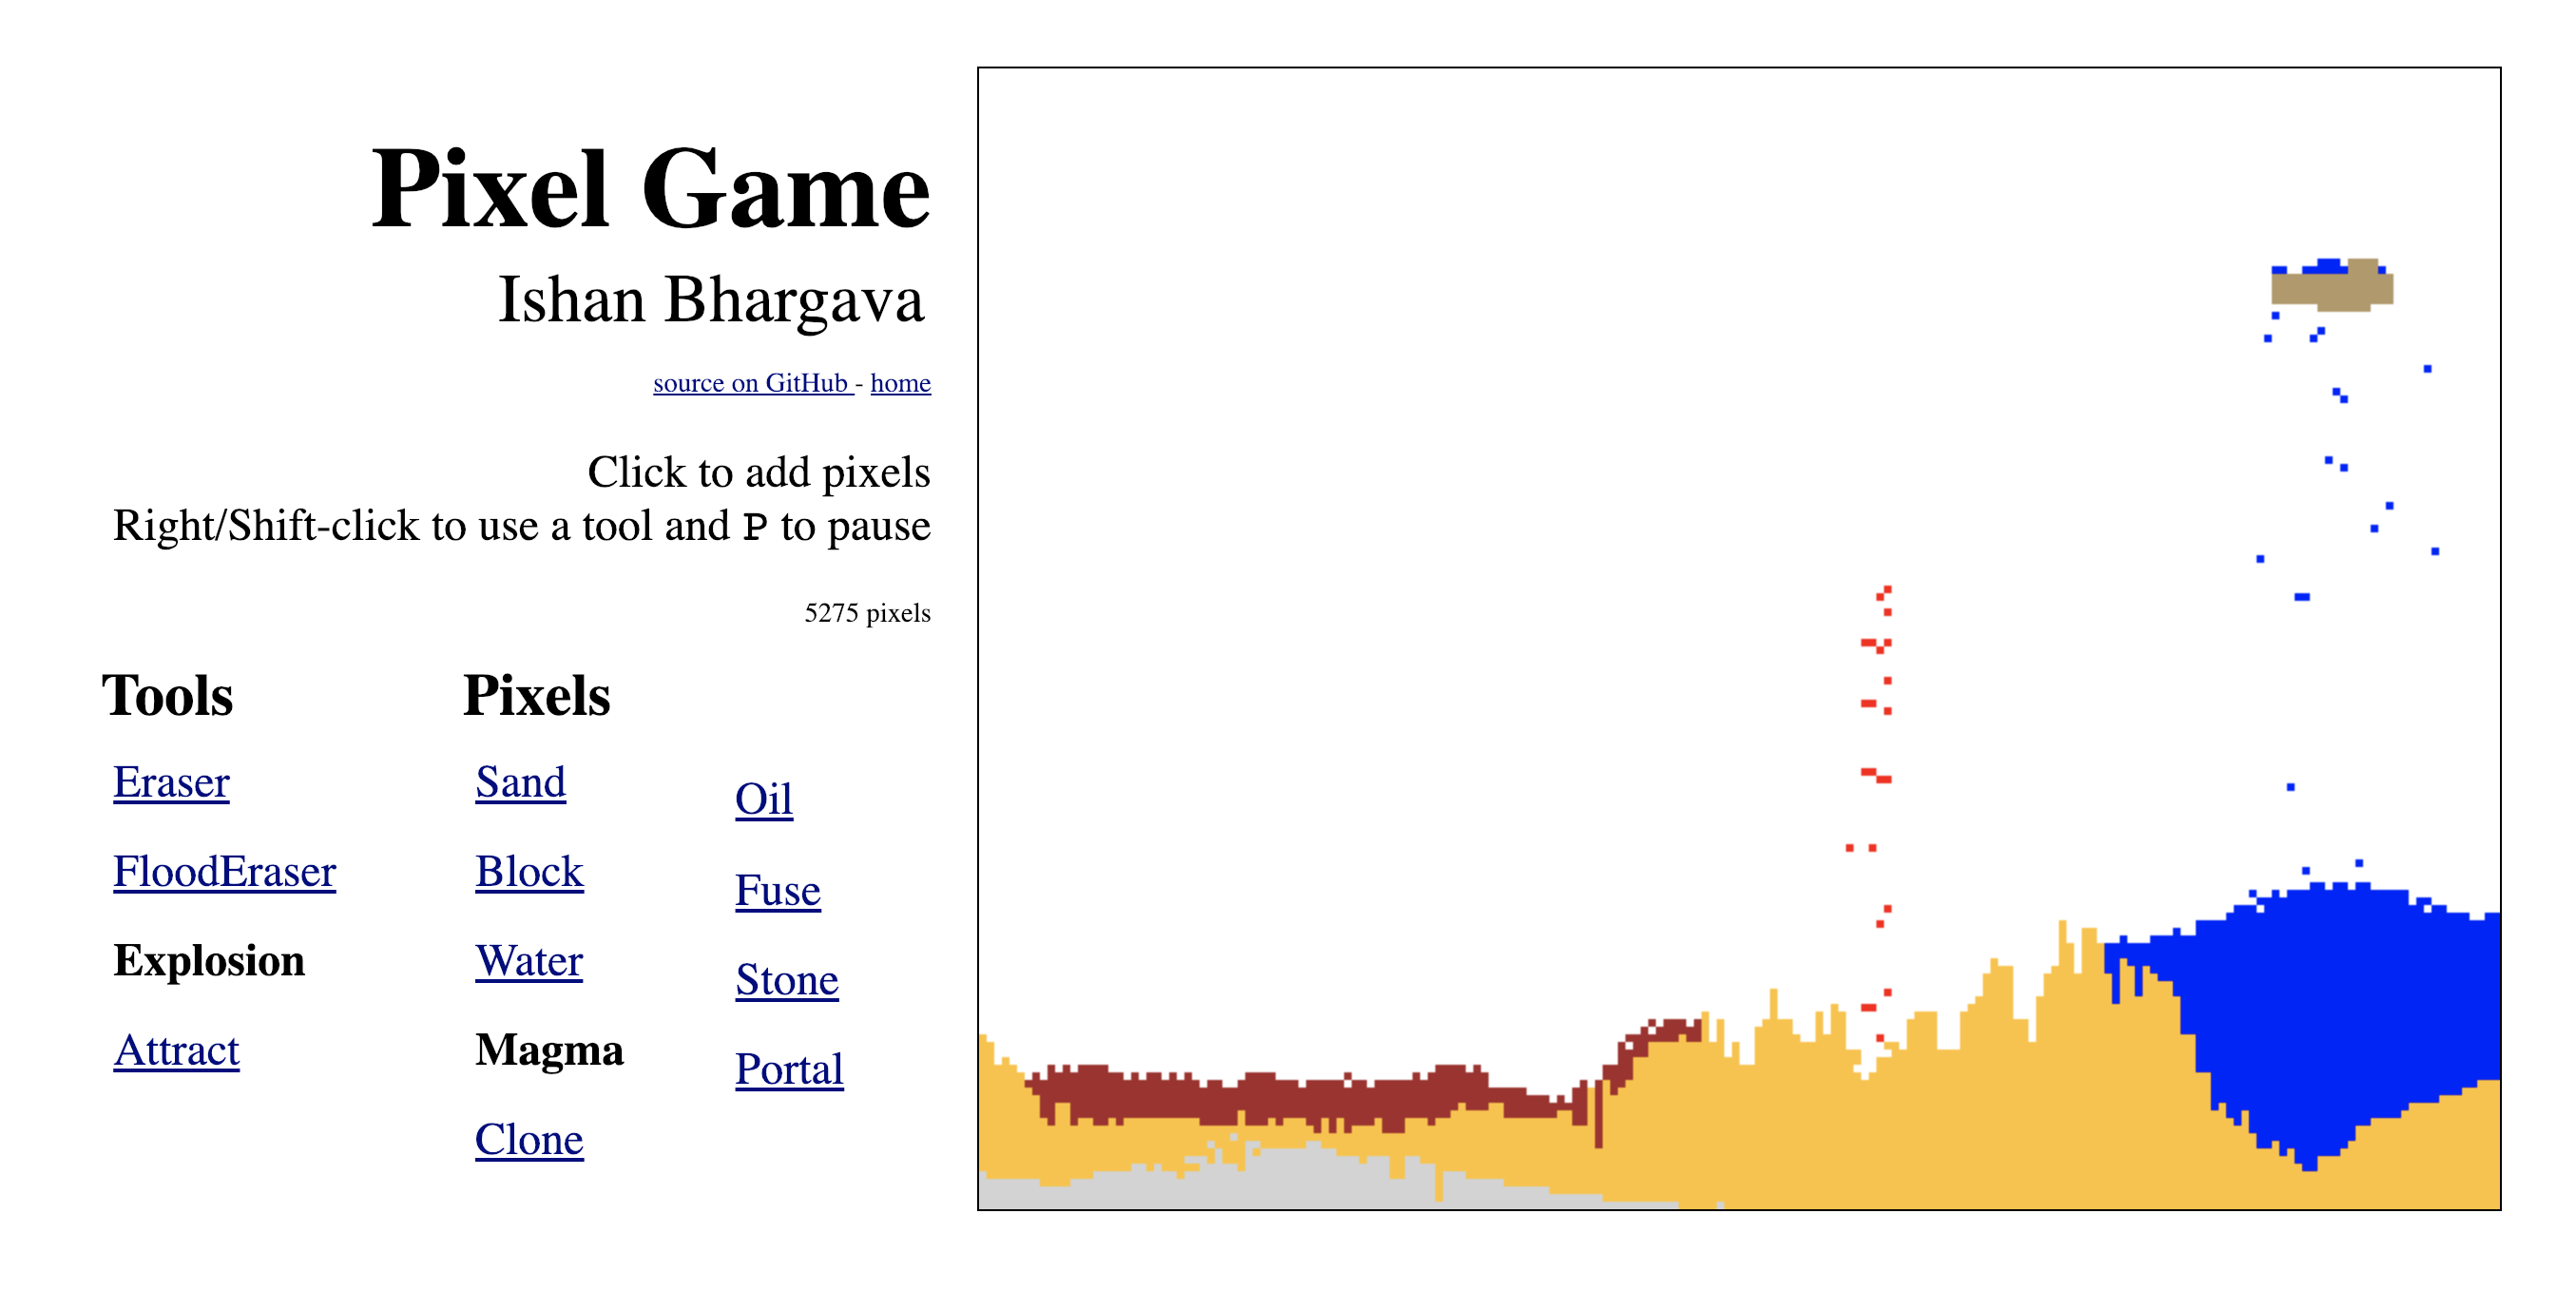 Pixel Game
Ishan Bhargava
source on GitHub - home
Click to add pixels
Right/Shift-click to use a tool and P to pause
5275 pixels
Tools
Eraser
FloodEraser
Explosion
Attract
Pixels
Sand
Block
Water
Magma
Clone
Oil
Fuse
Stone
Portal